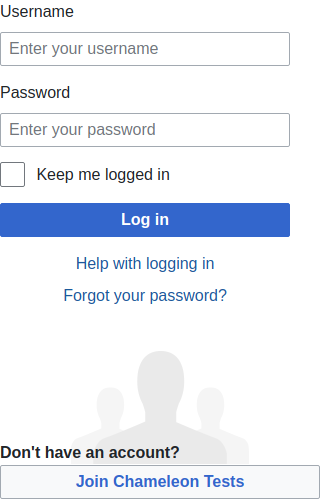 Username
Enter your username
Password
Enter your password
Keep me logged in
Log in
Help with logging in
Forgot your password?
Don't have an account?
Join Chameleon Tests